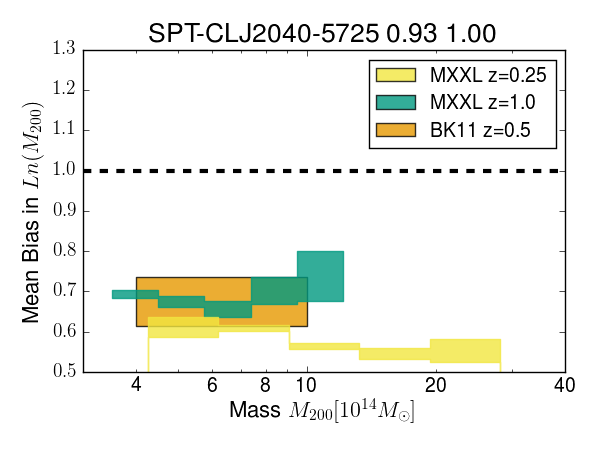 SPT-CLJ2040-5725 0.93 1.00
1.3
1.2
1.1
1.0
0.9
0.8
0.7
0.6
0.5
Mean Bias in Ln(M200)
MXXL z=0.25
MXXL z=1.0
BK11 z=0.5
4
6
8
10
20
40
Mass M200[10^14 M⊙]